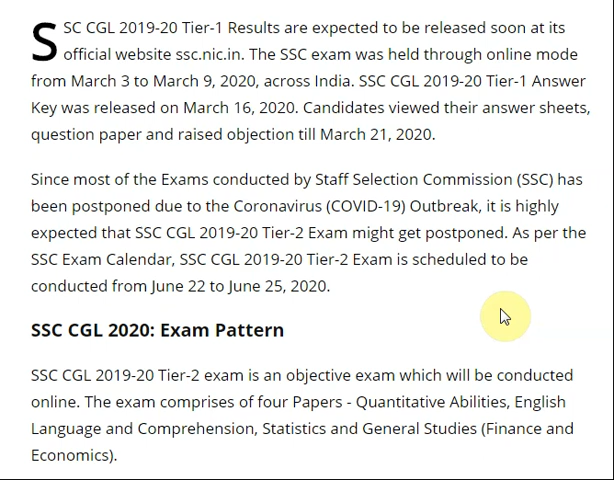 SSC CGL 2019-20 Tier-1 Results are expected to be released soon at its
official website ssc.nic.in. The SSC exam was held through online mode
from March 3 to March 9, 2020, across India. SSC CGL 2019-20 Tier-1 Answer
Key was released on March 16, 2020. Candidates viewed their answer sheets,
question paper and raised objection till March 21, 2020.
Since most of the Exams conducted by Staff Selection Commission (SSC) has
been postponed due to the Coronavirus (COVID-19) Outbreak, it is highly
expected that SSC CGL 2019-20 Tier-2 Exam might get postponed. As per the
SSC Exam Calendar, SSC CGL 2019-20 Tier-2 Exam is scheduled to be
conducted from June 22 to June 25, 2020.
SSC CGL 2020: Exam Pattern
SSC CGL 2019-20 Tier-2 exam is an objective exam which will be conducted
online. The exam comprises of four Papers - Quantitative Abilities, English
Language and Comprehension, Statistics and General Studies (Finance and
Economics).